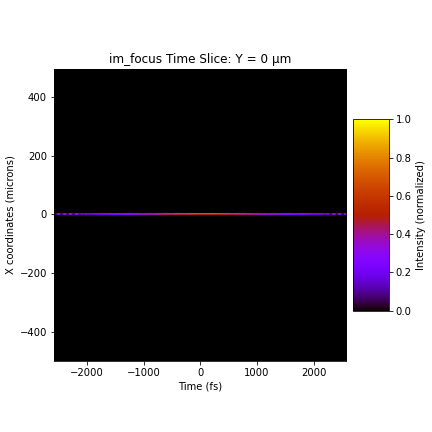 im_focus Time Slice: Y = 0 μm
X coordinates (microns)
400
200
0
−200
−400
−2000 −1000 0 1000 2000
Time (fs)
1.0
0.8
0.6
0.4
0.2
0.0
Intensity (normalized)